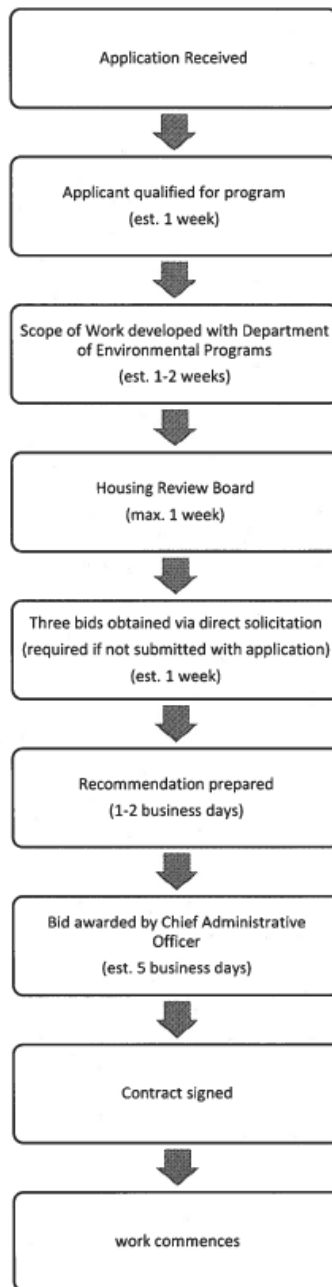 Application Received
Applicant qualified for program
(est. 1 week)
Scope of Work developed with Department
of Environmental Programs
(est. 1-2 weeks)
Housing Review Board
(max. 1 week)
Three bids obtained via direct solicitation
(required if not submitted with application)
(est. 1 week)
Recommendation prepared
(1-2 business days)
Bid awarded by Chief Administrative
Officer
(est. 5 business days)
Contract signed
work commences